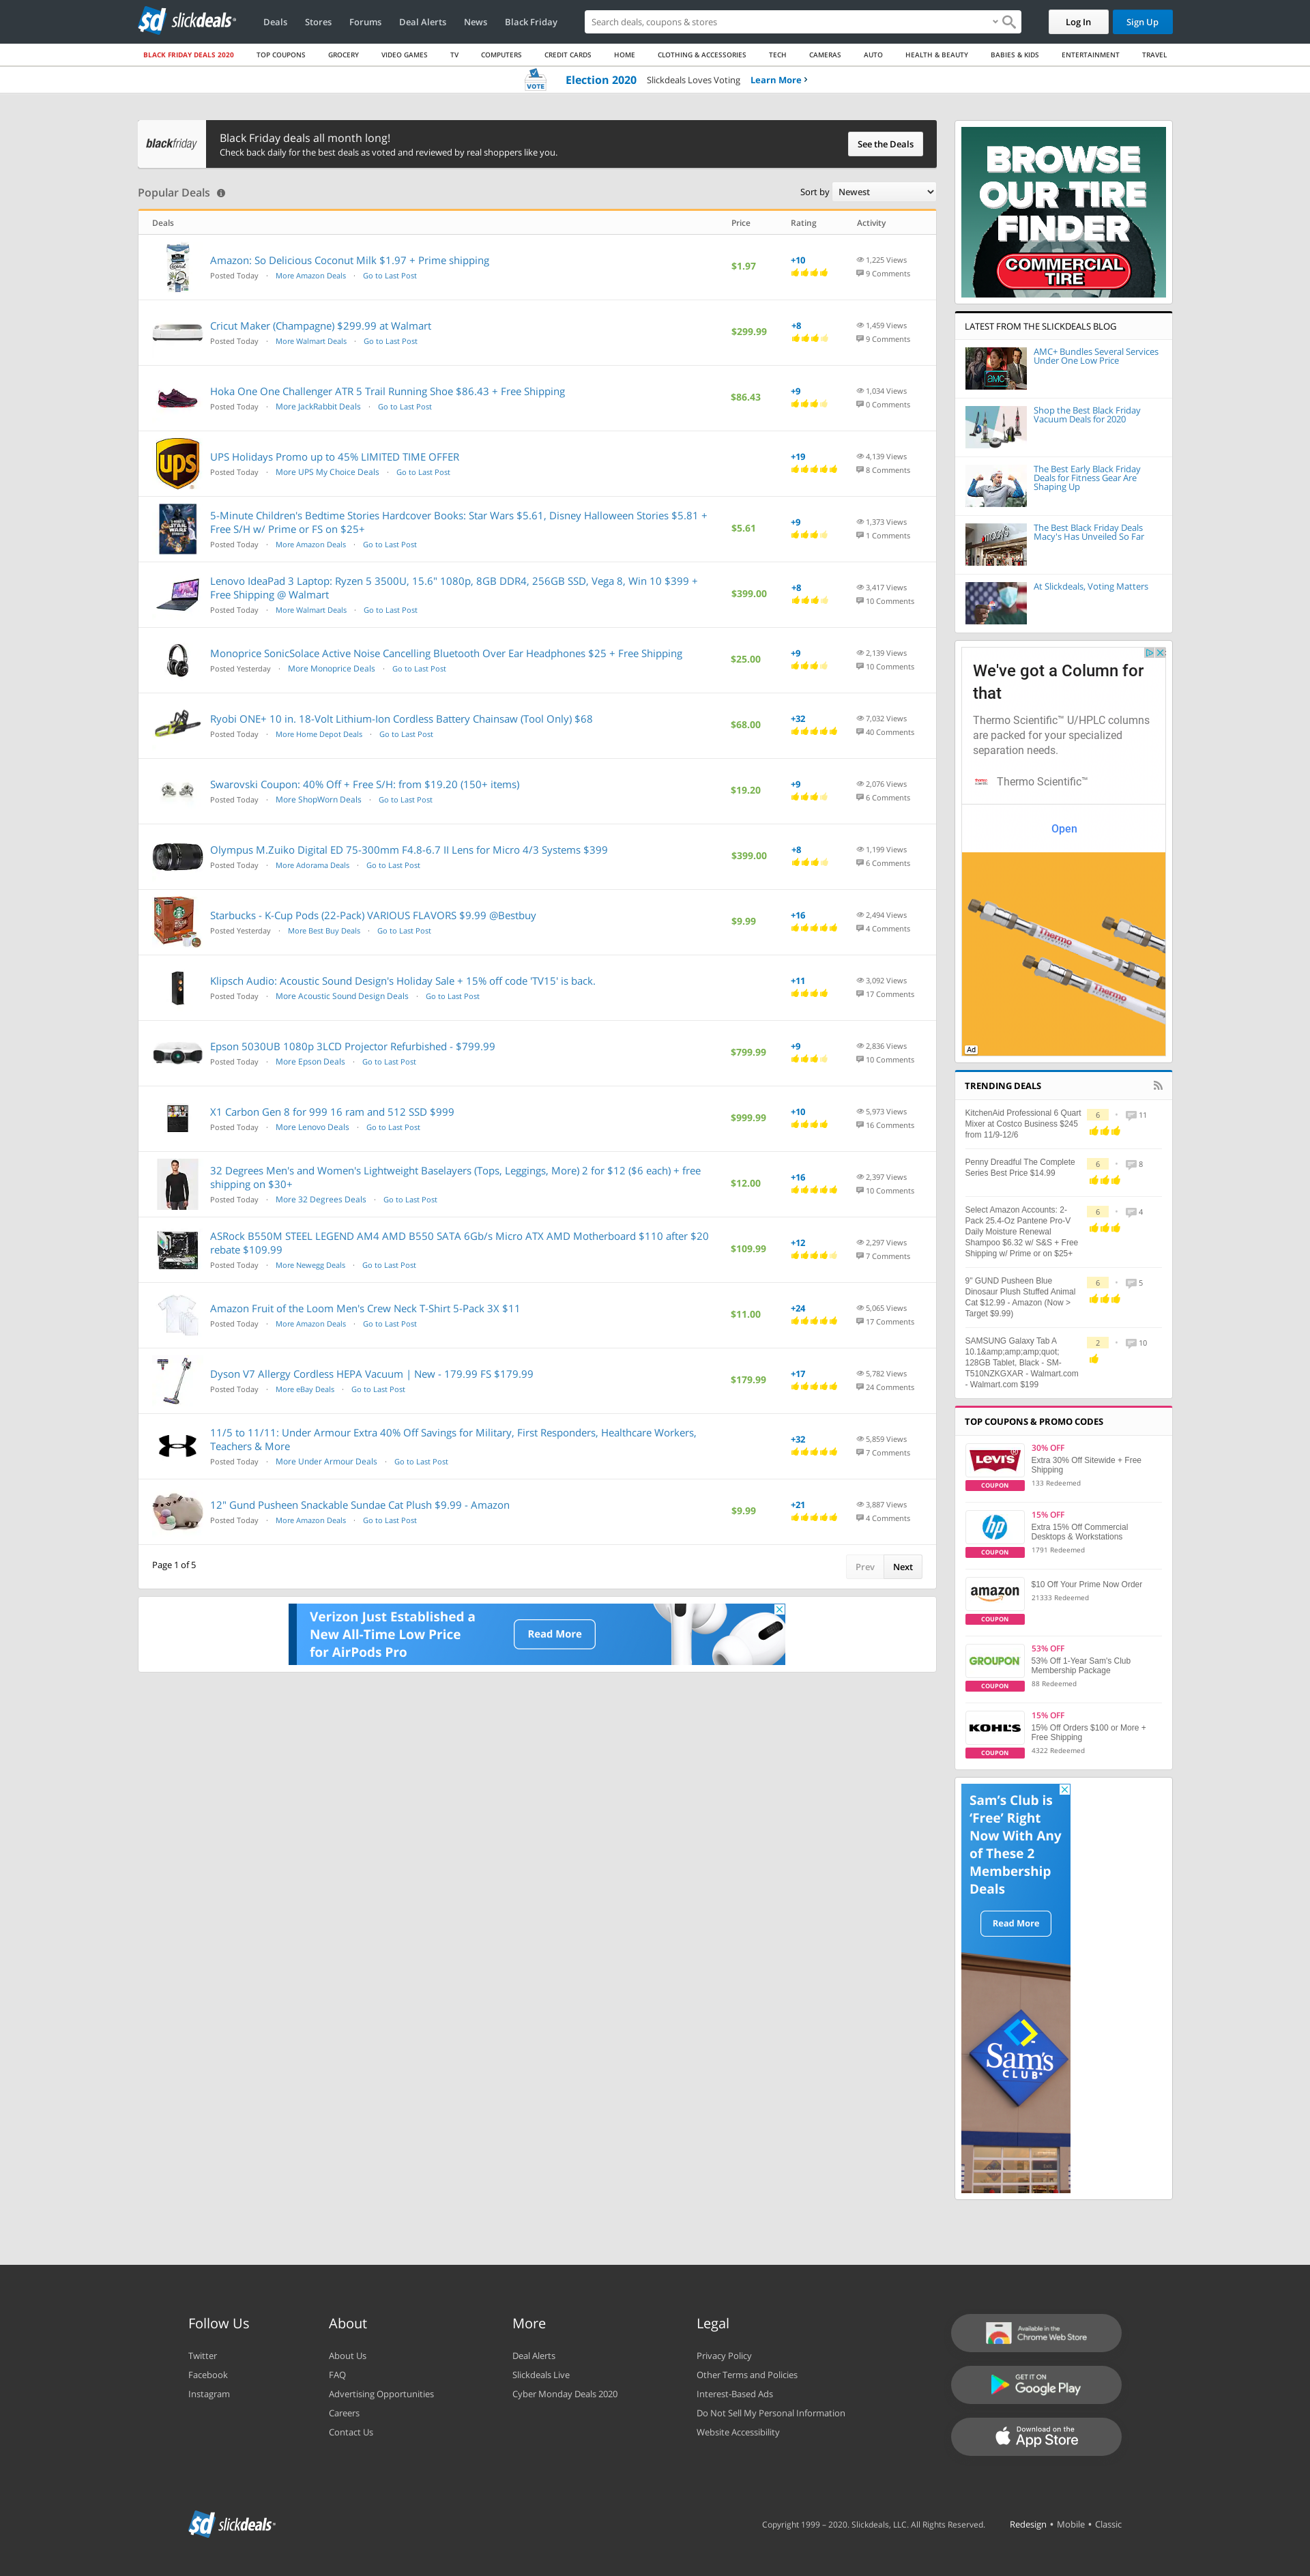 slickdeals
Deals
Stores
Forums
Deal Alerts
News
Black Friday
Search deals, coupons & stores
Log In
Sign Up
BLACK FRIDAY DEALS 2020
TOP COUPONS
GROCERY
VIDEO GAMES
TV
COMPUTERS
CREDIT CARDS
HOME
CLOTHING & ACCESSORIES
TECH
CAMERAS
AUTO
HEALTH & BEAUTY
BABIES & KIDS
ENTERTAINMENT
TRAVEL
VOTE
Election 2020 Slickdeals Loves Voting Learn More
blackfriday
Black Friday deals all month long!
Check back daily for the best deals as voted and reviewed by real shoppers like you.
See the Deals
Popular Deals
Sort by Newest
Deals Price Rating Activity
Amazon: So Delicious Coconut Milk $1.97 + Prime shipping
Posted Today · More Amazon Deals · Go to Last Post
$1.97
+10
1,225 Views
9 Comments
Cricut Maker (Champagne) $299.99 at Walmart
Posted Today · More Walmart Deals · Go to Last Post
$299.99
+8
1,459 Views
9 Comments
Hoka One One Challenger ATR 5 Trail Running Shoe $86.43 + Free Shipping
Posted Today · More JackRabbit Deals · Go to Last Post
$86.43
+9
1,034 Views
0 Comments
ups
UPS Holidays Promo up to 45% LIMITED TIME OFFER
Posted Today · More UPS My Choice Deals · Go to Last Post
+19
4,139 Views
8 Comments
STAR WARS
5-Minute Children's Bedtime Stories Hardcover Books: Star Wars $5.61, Disney Halloween Stories $5.81 +
Free S/H w/ Prime or FS on $25+
Posted Today · More Amazon Deals · Go to Last Post
$5.61
+9
1,373 Views
1 Comments
Lenovo IdeaPad 3 Laptop: Ryzen 5 3500U, 15.6" 1080p, 8GB DDR4, 256GB SSD, Vega 8, Win 10 $399 +
Free Shipping @ Walmart
Posted Today · More Walmart Deals · Go to Last Post
$399.00
+8
3,417 Views
10 Comments
Monoprice SonicSolace Active Noise Cancelling Bluetooth Over Ear Headphones $25 + Free Shipping
Posted Yesterday · More Monoprice Deals · Go to Last Post
$25.00
+9
2,139 Views
10 Comments
Ryobi ONE+ 10 in. 18-Volt Lithium-Ion Cordless Battery Chainsaw (Tool Only) $68
Posted Today · More Home Depot Deals · Go to Last Post
$68.00
+32
7,032 Views
40 Comments
Swarovski Coupon: 40% Off + Free S/H: from $19.20 (150+ items)
Posted Today · More ShopWorn Deals · Go to Last Post
$19.20
+9
2,076 Views
6 Comments
Olympus M.Zuiko Digital ED 75-300mm F4.8-6.7 II Lens for Micro 4/3 Systems $399
Posted Today · More Adorama Deals · Go to Last Post
$399.00
+8
1,199 Views
6 Comments
Starbucks - K-Cup Pods (22-Pack) VARIOUS FLAVORS $9.99 @Bestbuy
Posted Yesterday · More Best Buy Deals · Go to Last Post
$9.99
+16
2,494 Views
4 Comments
Klipsch Audio: Acoustic Sound Design's Holiday Sale + 15% off code 'TV15' is back.
Posted Today · More Acoustic Sound Design Deals · Go to Last Post
+11
3,092 Views
17 Comments
Epson 5030UB 1080p 3LCD Projector Refurbished - $799.99
Posted Today · More Epson Deals · Go to Last Post
$799.99
+9
2,836 Views
10 Comments
X1 Carbon Gen 8 for 999 16 ram and 512 SSD $999
Posted Today · More Lenovo Deals · Go to Last Post
$999.99
+10
5,973 Views
16 Comments
32 Degrees Men's and Women's Lightweight Baselayers (Tops, Leggings, More) 2 for $12 ($6 each) + free
shipping on $30+
Posted Today · More 32 Degrees Deals · Go to Last Post
$12.00
+16
2,397 Views
10 Comments
ASRock B550M STEEL LEGEND AM4 AMD B550 SATA 6Gb/s Micro ATX AMD Motherboard $110 after $20
rebate $109.99
Posted Today · More Newegg Deals · Go to Last Post
$109.99
+12
2,297 Views
7 Comments
Amazon Fruit of the Loom Men's Crew Neck T-Shirt 5-Pack 3X $11
Posted Today · More Amazon Deals · Go to Last Post
$11.00
+24
5,065 Views
17 Comments
Dyson V7 Allergy Cordless HEPA Vacuum | New - 179.99 FS $179.99
Posted Today · More eBay Deals · Go to Last Post
$179.99
+17
5,782 Views
24 Comments
11/5 to 11/11: Under Armour Extra 40% Off Savings for Military, First Responders, Healthcare Workers,
Teachers & More
Posted Today · More Under Armour Deals · Go to Last Post
+32
5,859 Views
7 Comments
12" Gund Pusheen Snackable Sundae Cat Plush $9.99 - Amazon
Posted Today · More Amazon Deals · Go to Last Post
$9.99
+21
3,887 Views
4 Comments
Page 1 of 5
Prev
Next
Verizon Just Established a
New All-Time Low Price
for AirPods Pro
Read More
BROWSE
OUR TIRE
FINDER
COMMERCIAL
TIRE
LATEST FROM THE SLICKDEALS BLOG
amc+
AMC+ Bundles Several Services
Under One Low Price
Shop the Best Black Friday
Vacuum Deals for 2020
The Best Early Black Friday
Deals for Fitness Gear Are
Shaping Up
macy's
The Best Black Friday Deals
Macy's Has Unveiled So Far
At Slickdeals, Voting Matters
We've got a Column for
that
Thermo Scientific™ U/HPLC columns
are packed for your specialized
separation needs.
Thermo Scientific™
Open
Thermo
Thermo
Ad
TRENDING DEALS
KitchenAid Professional 6 Quart
Mixer at Costco Business $245
from 11/9-12/6
6 · 11
Penny Dreadful The Complete
Series Best Price $14.99
6 · 8
Select Amazon Accounts: 2-
Pack 25.4-Oz Pantene Pro-V
Daily Moisture Renewal
Shampoo $6.32 w/ S&S + Free
Shipping w/ Prime or on $25+
6 · 4
9" GUND Pusheen Blue
Dinosaur Plush Stuffed Animal
Cat $12.99 - Amazon (Now >
Target $9.99)
6 · 5
SAMSUNG Galaxy Tab A
10.1&amp;amp;amp;quot;
128GB Tablet, Black - SM-
T510NZKGXAR - Walmart.com
- Walmart.com $199
2 · 10
TOP COUPONS & PROMO CODES
LEVI'S
COUPON
30% OFF
Extra 30% Off Sitewide + Free
Shipping
133 Redeemed
hp
COUPON
15% OFF
Extra 15% Off Commercial
Desktops & Workstations
1791 Redeemed
amazon
COUPON
$10 Off Your Prime Now Order
21333 Redeemed
GROUPON
COUPON
53% OFF
53% Off 1-Year Sam's Club
Membership Package
88 Redeemed
KOHL'S
COUPON
15% OFF
15% Off Orders $100 or More +
Free Shipping
4322 Redeemed
Sam's Club is
'Free' Right
Now With Any
of These 2
Membership
Deals
Read More
Sam's
CLUB
Follow Us
Twitter
Facebook
Instagram
About
About Us
FAQ
Advertising Opportunities
Careers
Contact Us
More
Deal Alerts
Slickdeals Live
Cyber Monday Deals 2020
Legal
Privacy Policy
Other Terms and Policies
Interest-Based Ads
Do Not Sell My Personal Information
Website Accessibility
Available in the
Chrome Web Store
GET IT ON
Google Play
Download on the
App Store
slickdeals
Copyright 1999 – 2020. Slickdeals, LLC. All Rights Reserved.
Redesign • Mobile • Classic